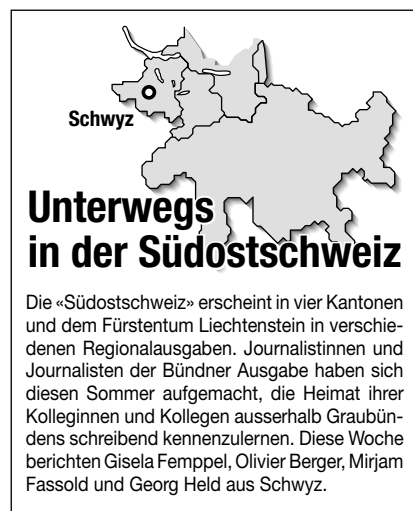 Schwyz
Unterwegs
in der Südostschweiz
Die «Südostschweiz» erscheint in vier Kantonen
und dem Fürstentum Liechtenstein in verschie-
denen Regionalausgaben. Journalistinnen und
Journalisten der Bündner Ausgabe haben sich
diesen Sommer aufgemacht, die Heimat ihrer
Kolleginnen und Kollegen ausserhalb Graubün-
dens schreibend kennenzulernen. Diese Woche
berichten Gisela Femppel, Olivier Berger, Mirjam
Fassold und Georg Held aus Schwyz.